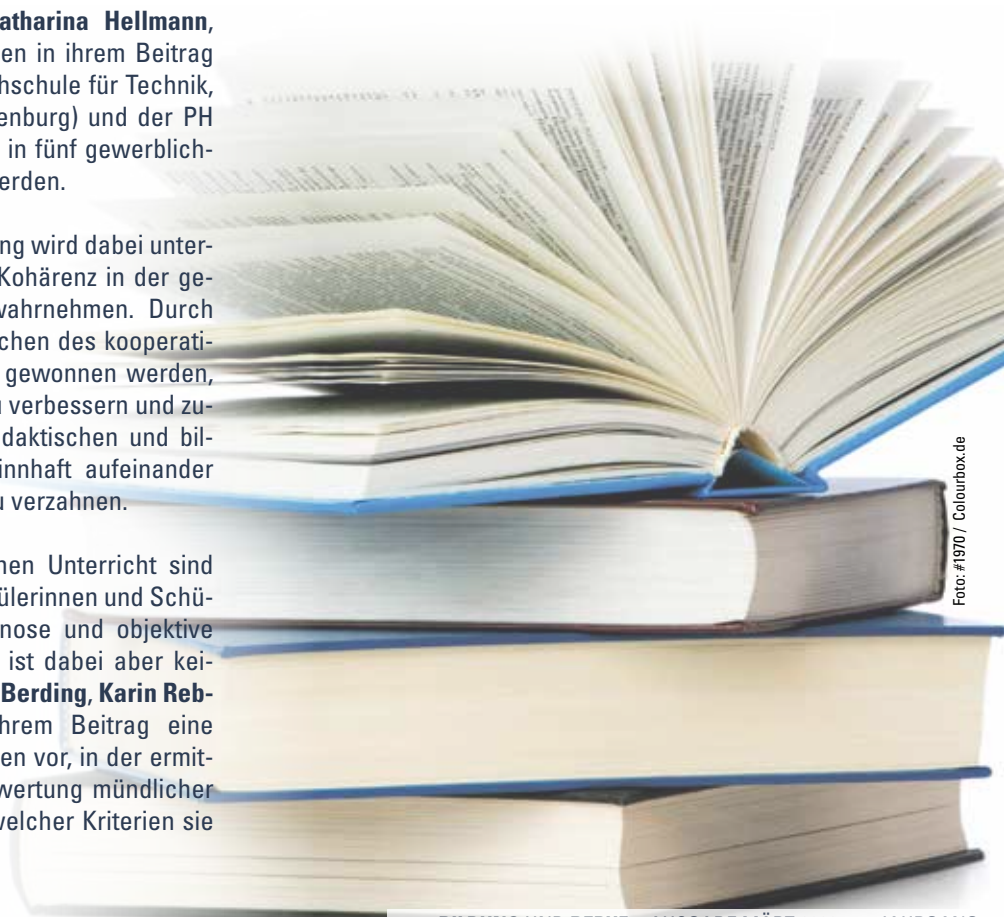 atharina Hellmann,
en in ihrem Beitrag
hschule für Technik,
enburg) und der PH
in fünf gewerblich-
erden.
ng wird dabei unter-
Kohärenz in der ge-
wahrnehmen. Durch
chen des kooperati-
gewonnen werden,
u verbessern und zu-
daktischen und bil-
innhaft aufeinander
u verzahnen.
nen Unterricht sind
ülerinnen und Schü-
nose und objektive
ist dabei aber kei-
Berding, Karin Reb-
hrem Beitrag eine
en vor, in der ermit-
wertung mündlicher
welcher Kriterien sie
Foto: #1970 / Colourbox.de